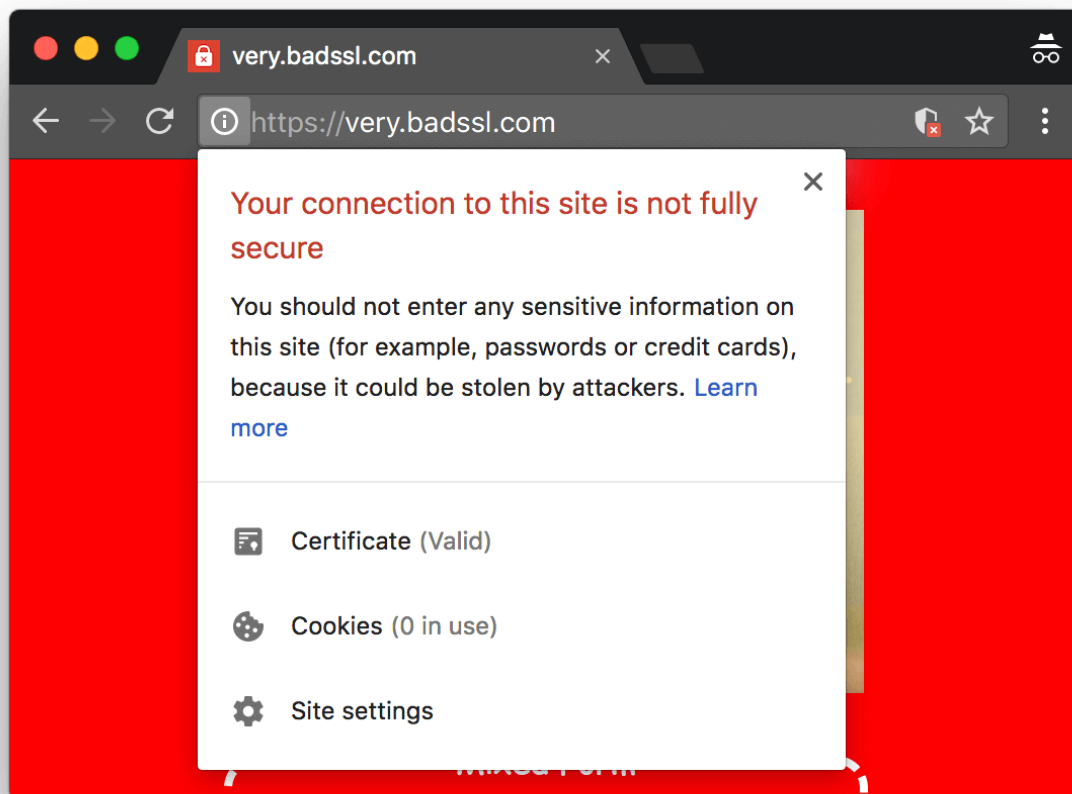 very.badssl.com
https://very.badssl.com
Your connection to this site is not fully
secure
You should not enter any sensitive information on
this site (for example, passwords or credit cards),
because it could be stolen by attackers. Learn
more
Certificate (Valid)
Cookies (0 in use)
Site settings